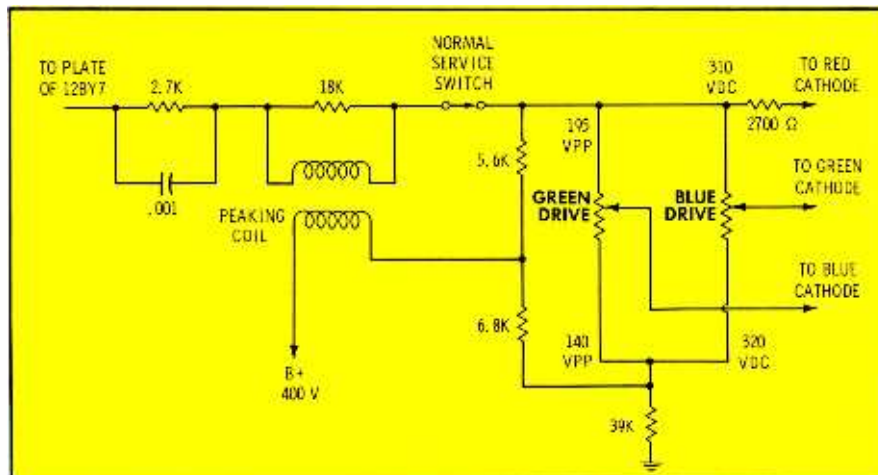 TO PLATE
OF 12BY7
2.7K
.001
18K
PEAKING
COIL
B+
400 V
NORMAL
SERVICE
SWITCH
5.6K
6.8K
195
VPP
GREEN
DRIVE
140
VPP
310
VDC
BLUE
DRIVE
320
VDC
39K
2700 Ω
TO RED
CATHODE
TO GREEN
CATHODE
TO BLUE
CATHODE